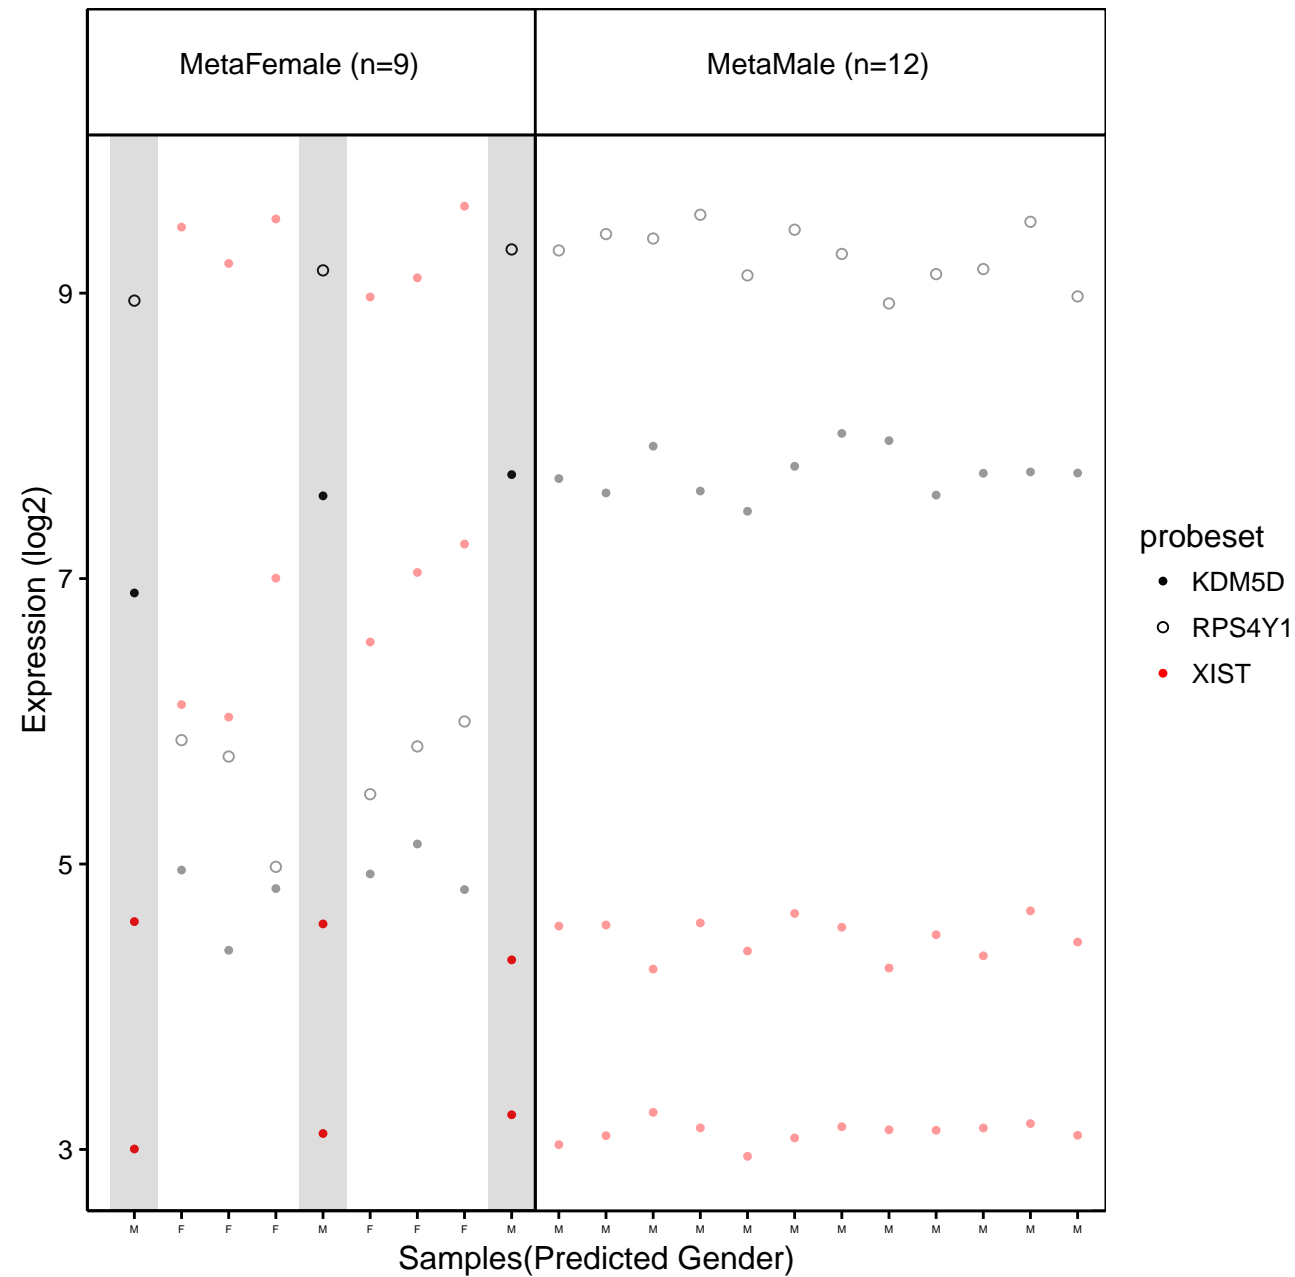 MetaFemale (n=9) MetaMale (n=12)
9
7
5
3
Expression (log2)
M F F F M F F F M M M M M M M M M M M M M
Samples(Predicted Gender)
probeset
KDM5D
RPS4Y1
XIST